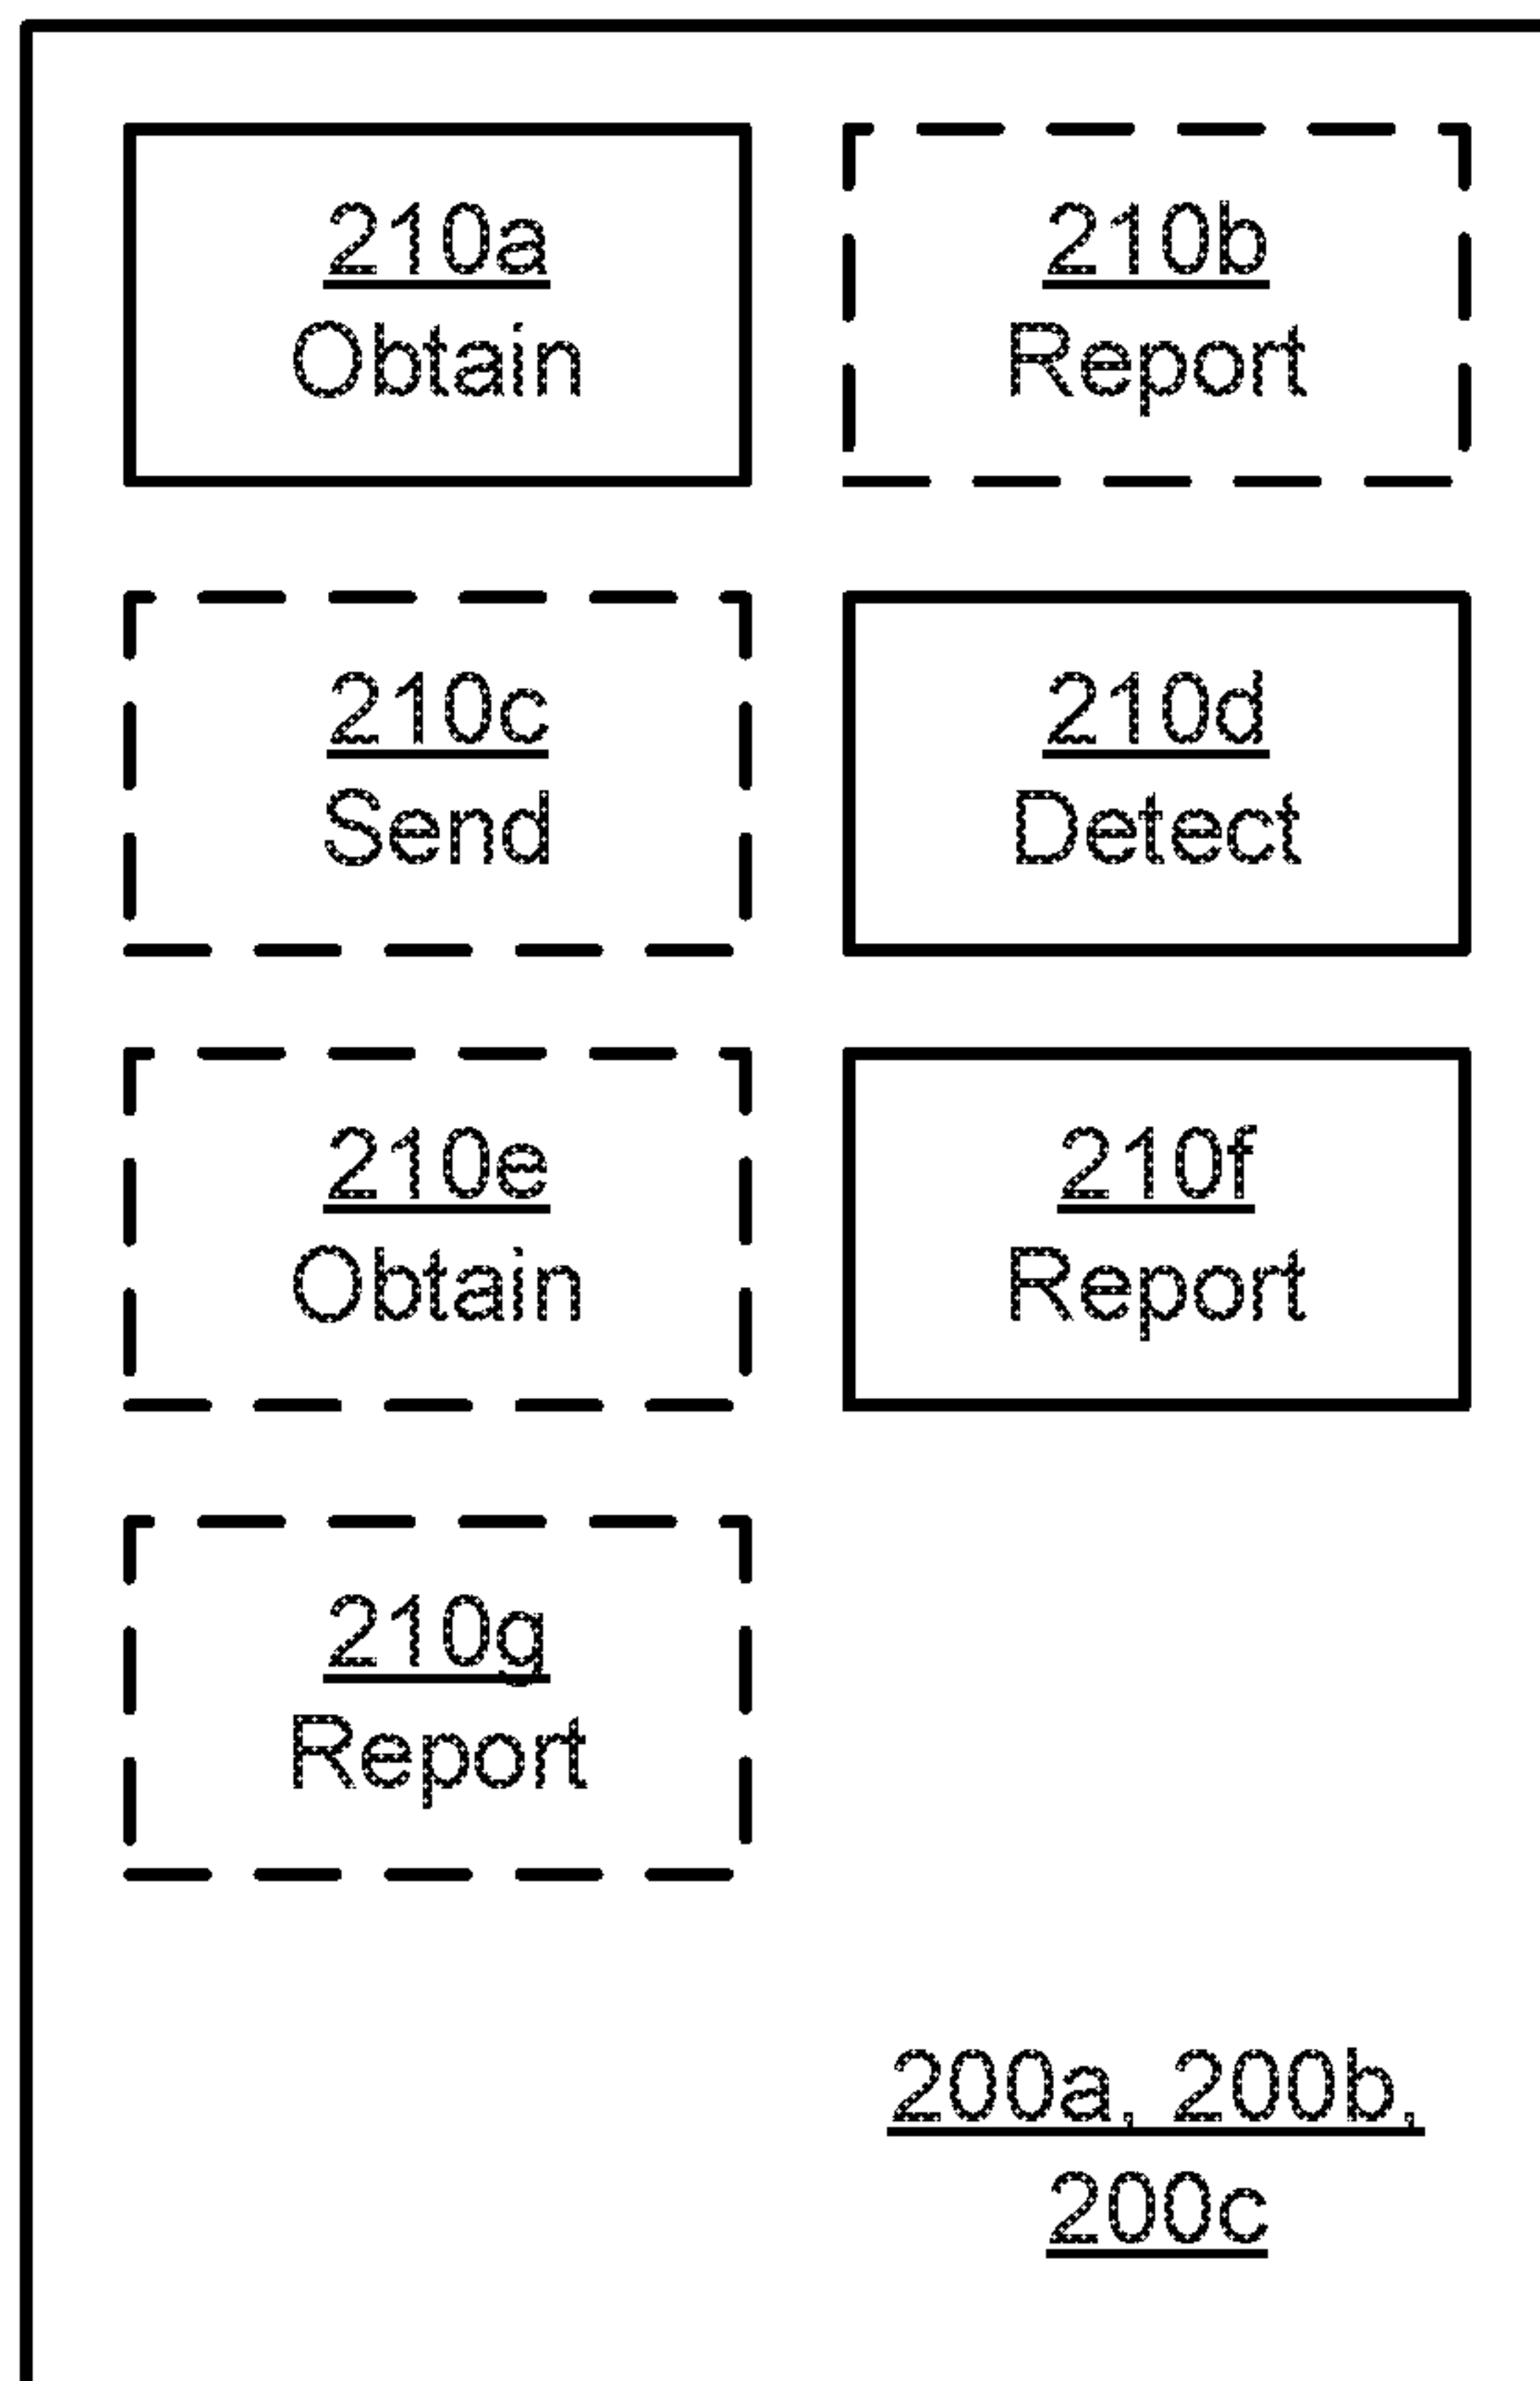 210a
Obtain
210b
Report
210c
Send
210d
Detect
210e
Obtain
210f
Report
210g
Report
200a, 200b,
200c